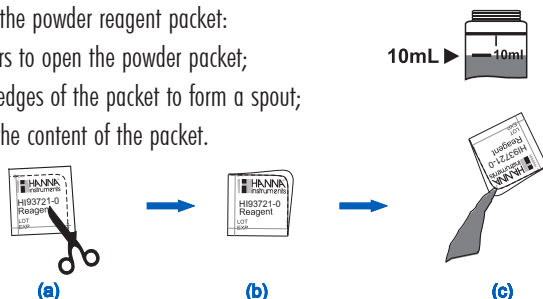 the powder reagent packet:
rs to open the powder packet;
edges of the packet to form a spout;
the content of the packet.
10mL
10ml
HANNA
instruments
HI93721-0
Reagent
LOT
EXP
HANNA
instruments
HI93721-0
Reagent
LOT
EXP
HANNA
instruments
HI93721-0
Reagent
LOT
EXP
(a)
(b)
(c)